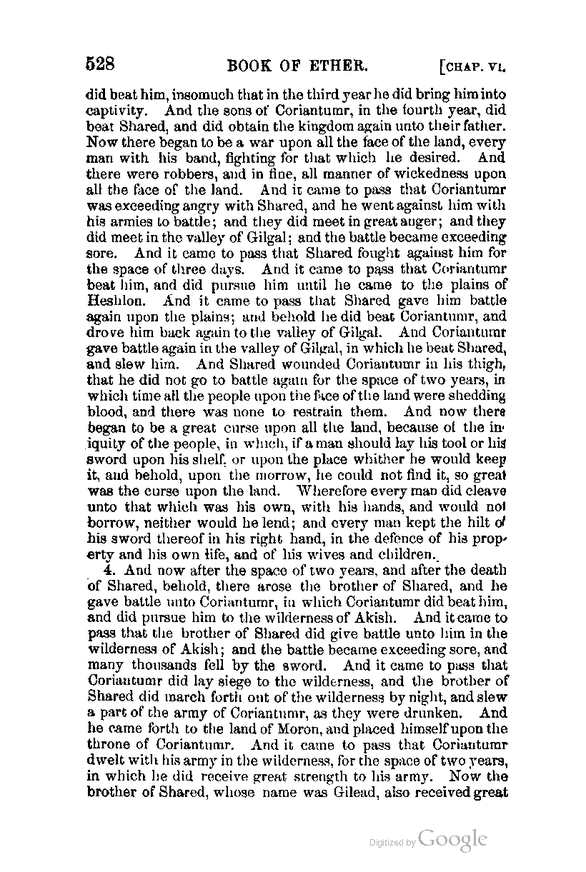 528 BOOK OF ETHER. [CHAP. VI.
did beat him, insomuch that in the third year he did bring him into
captivity. And the sons of Coriantumr, in the fourth year, did
beat Shared, and did obtain the kingdom again unto their father.
Now there began to be a war upon all the face of the land, every
man with his band, fighting for that which he desired. And
there were robbers, and in fine, all manner of wickedness upon
all the face of the land. And it came to pass that Coriantumr
was exceeding angry with Shared, and he went against him with
his armies to battle; and they did meet in great anger; and they
did meet in the valley of Gilgal; and the battle became exceeding
sore. And it came to pass that Shared fought against him for
the space of three days. And it came to pass that Coriantumr
beat him, and did pursue him until he came to the plains of
Heshlon. And it came to pass that Shared gave him battle
again upon the plains; and behold he did beat Coriantumr, and
drove him back again to the valley of Gilgal. And Coriantumr
gave battle again in the valley of Gilgal, in which he beat Shared,
and slew him. And Shared wounded Coriantumr in his thigh,
that he did not go to battle again for the space of two years, in
which time all the people upon the face of the land were shedding
blood, and there was none to restrain them. And now there
began to be a great curse upon all the land, because of the in-
iquity of the people, in which, if a man should lay his tool or his
sword upon his shelf, or upon the place whither he would keep
it, and behold, upon the morrow, he could not find it, so great
was the curse upon the land. Wherefore every man did cleave
unto that which was his own, with his hands, and would not
borrow, neither would he lend; and every man kept the hilt of
his sword thereof in his right hand, in the defence of his prop-
erty and his own life, and of his wives and children.
4. And now after the space of two years, and after the death
of Shared, behold, there arose the brother of Shared, and he
gave battle unto Coriantumr, in which Coriantumr did beat him,
and did pursue him to the wilderness of Akish. And it came to
pass that the brother of Shared did give battle unto him in the
wilderness of Akish; and the battle became exceeding sore, and
many thousands fell by the sword. And it came to pass that
Coriantumr did lay siege to the wilderness, and the brother of
Shared did march forth out of the wilderness by night, and slew
a part of the army of Coriantumr, as they were drunken. And
he came forth to the land of Moron, and placed himself upon the
throne of Coriantumr. And it came to pass that Coriantumr
dwelt with his army in the wilderness, for the space of two years,
in which he did receive great strength to his army. Now the
brother of Shared, whose name was Gilead, also received great
Digitized by Google